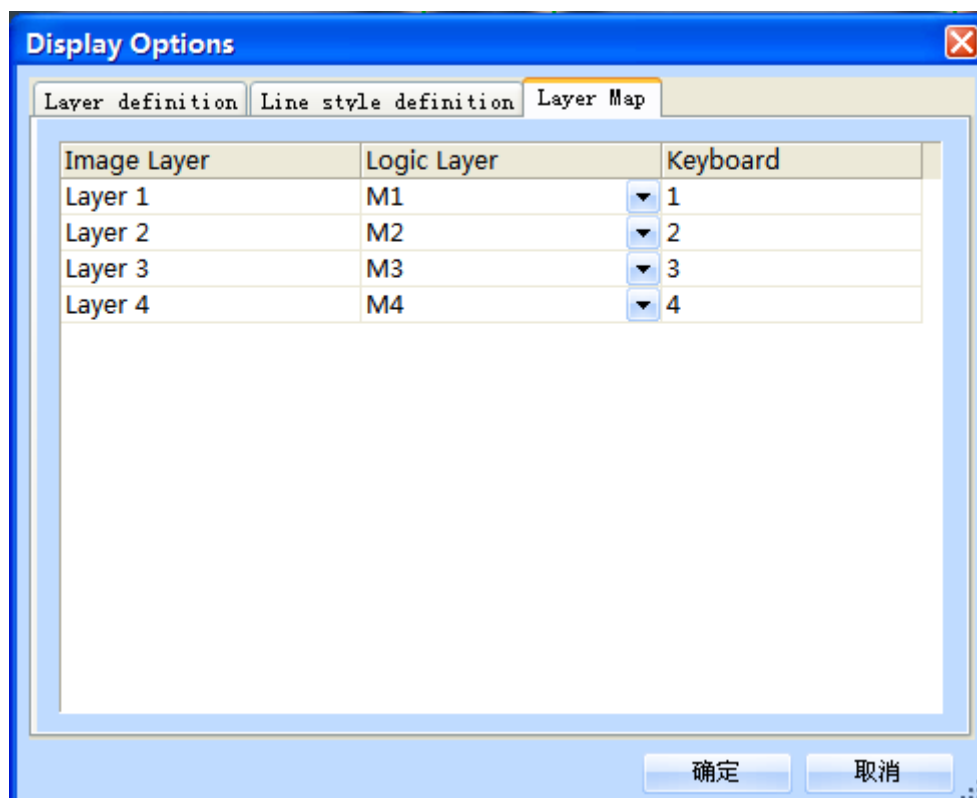 Display Options
Layer definition Line style definition Layer Map
Image Layer Logic Layer Keyboard
Layer 1 M1 1
Layer 2 M2 2
Layer 3 M3 3
Layer 4 M4 4
确定 取消